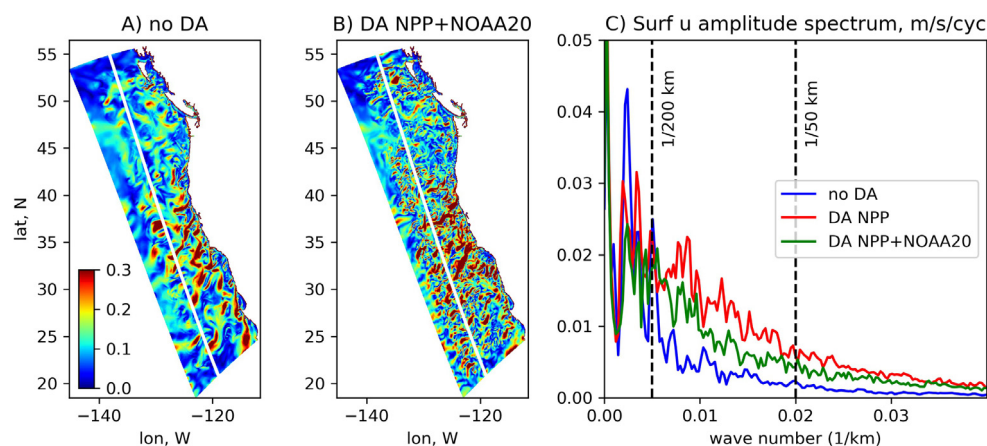 A) no DA
55
50
45
40
35
30
25
20
lat, N
0.3
0.2
0.1
0.0
−140
−120
lon, W
B) DA NPP+NOAA20
55
50
45
40
35
30
25
20
−140
−120
lon, W
C) Surf u amplitude spectrum, m/s/cyc
0.05
0.04
0.03
0.02
0.01
0.00
1/200 km
1/50 km
no DA
DA NPP
DA NPP+NOAA20
0.00
0.01
0.02
0.03
wave number (1/km)